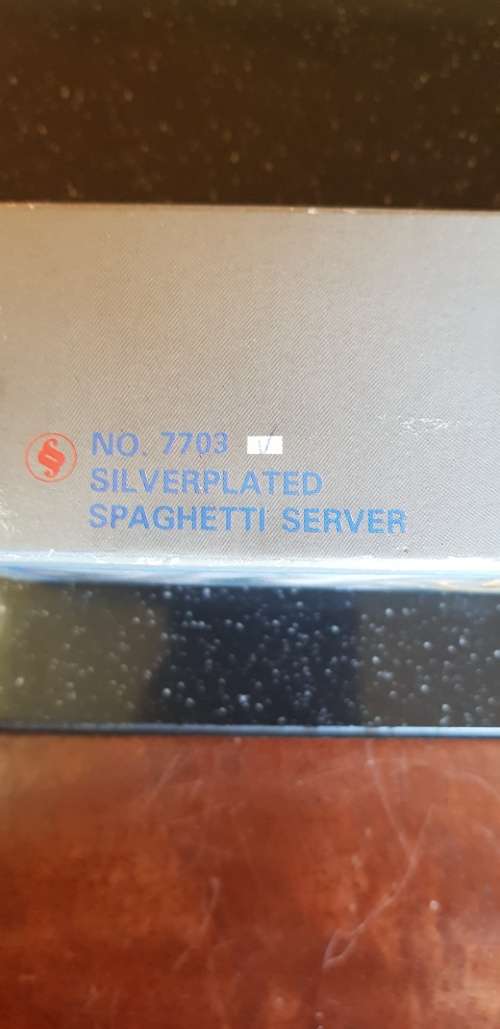 NO. 7703 V
SILVERPLATED
SPAGHETTI SERVER